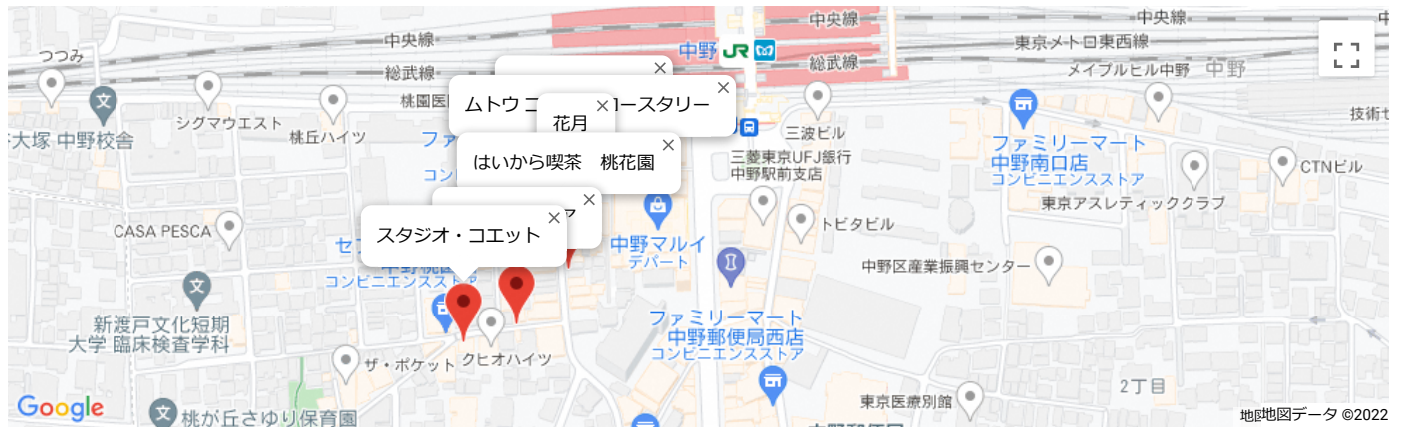 中央線
中央線
中
中央線
つつみ
中野 JR
総武線
東京メトロ東西線
総武線
メイプルヒル中野
中野
桃園医
ムトウコ
ースタリー
技術セ
シグマウエスト
桃丘ハイツ
花月
三波ビル
大塚 中野校舎
ファ
ファミリーマート
中野南口店
コンビニエンスストア
三菱東京UFJ銀行
中野駅前支店
はいから喫茶 桃花園
CTNビル
コン
東京アスレティッククラブ
CASA PESCA
スタジオ・コエット
トビタビル
セ
中野マルイ
デパート
中野桃園
コンビニエンスストア
中野区産業振興センター
新渡戸文化短期
大学 臨床検査学科
ファミリーマート
中野郵便局西店
コンビニエンスストア
ザ・ポケット
クヒオハイツ
2丁目
東京医療別館
Google
桃が丘さゆり保育園
地図データ ©2022